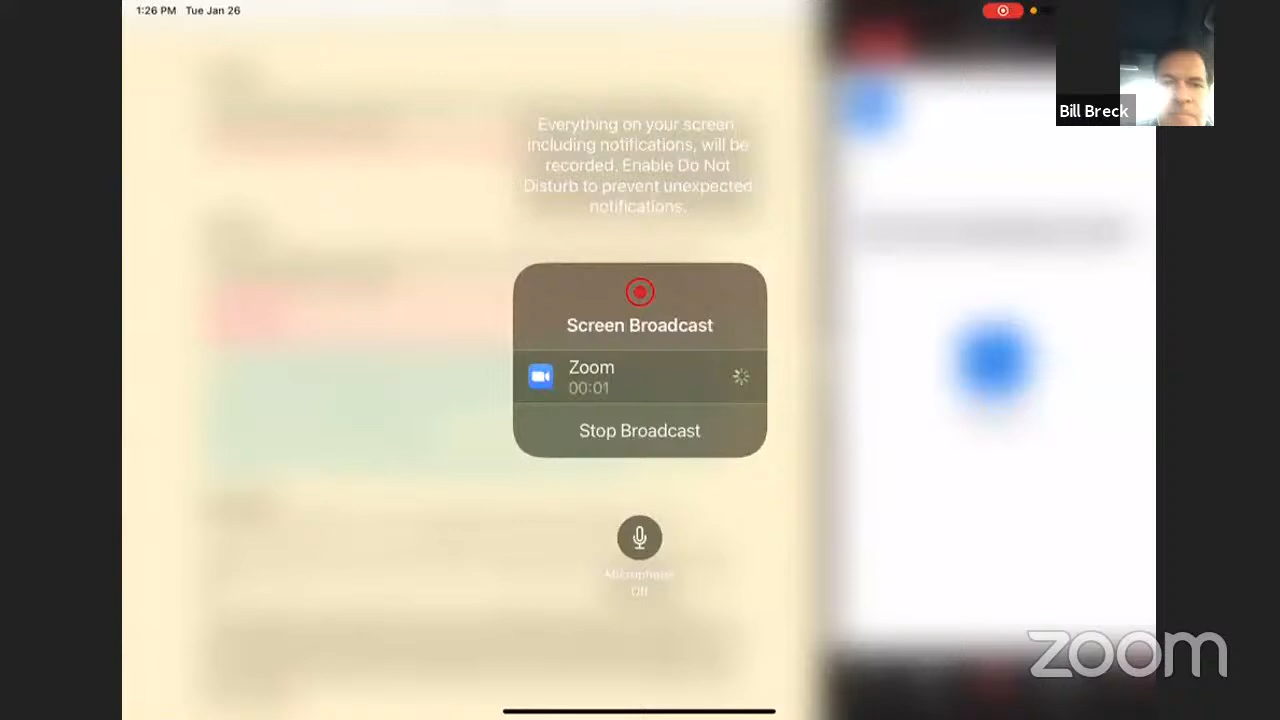 1:26 PM Tue Jan 26
Bill Breck
Everything on your screen,
including notifications, will be
recorded. Enable Do Not
Disturb to prevent unexpected
notifications.
Screen Broadcast
Zoom
00:01
Stop Broadcast
Microphone
Off
zoom